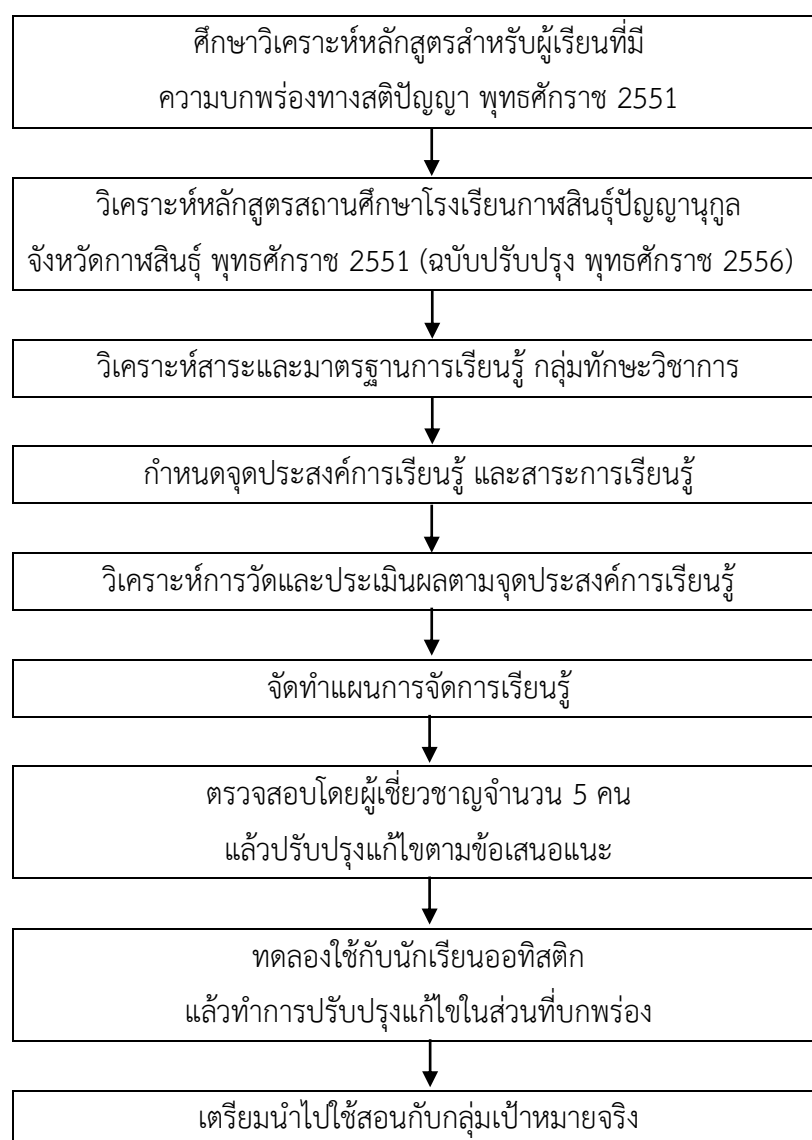 ศึกษาวิเคราะห์หลักสูตรสำหรับผู้เรียนที่มี
ความบกพร่องทางสติปัญญา พุทธศักราช 2551
วิเคราะห์หลักสูตรสถานศึกษาโรงเรียนกาฬสินธุ์ปัญญานุกูล
จังหวัดกาฬสินธุ์ พุทธศักราช 2551 (ฉบับปรับปรุง พุทธศักราช 2556)
วิเคราะห์สาระและมาตรฐานการเรียนรู้ กลุ่มทักษะวิชาการ
กำหนดจุดประสงค์การเรียนรู้ และสาระการเรียนรู้
วิเคราะห์การวัดและประเมินผลตามจุดประสงค์การเรียนรู้
จัดทำแผนการจัดการเรียนรู้
ตรวจสอบโดยผู้เชี่ยวชาญจำนวน 5 คน
แล้วปรับปรุงแก้ไขตามข้อเสนอแนะ
ทดลองใช้กับนักเรียนออทิสติก
แล้วทำการปรับปรุงแก้ไขในส่วนที่บกพร่อง
เตรียมนำไปใช้สอนกับกลุ่มเป้าหมายจริง